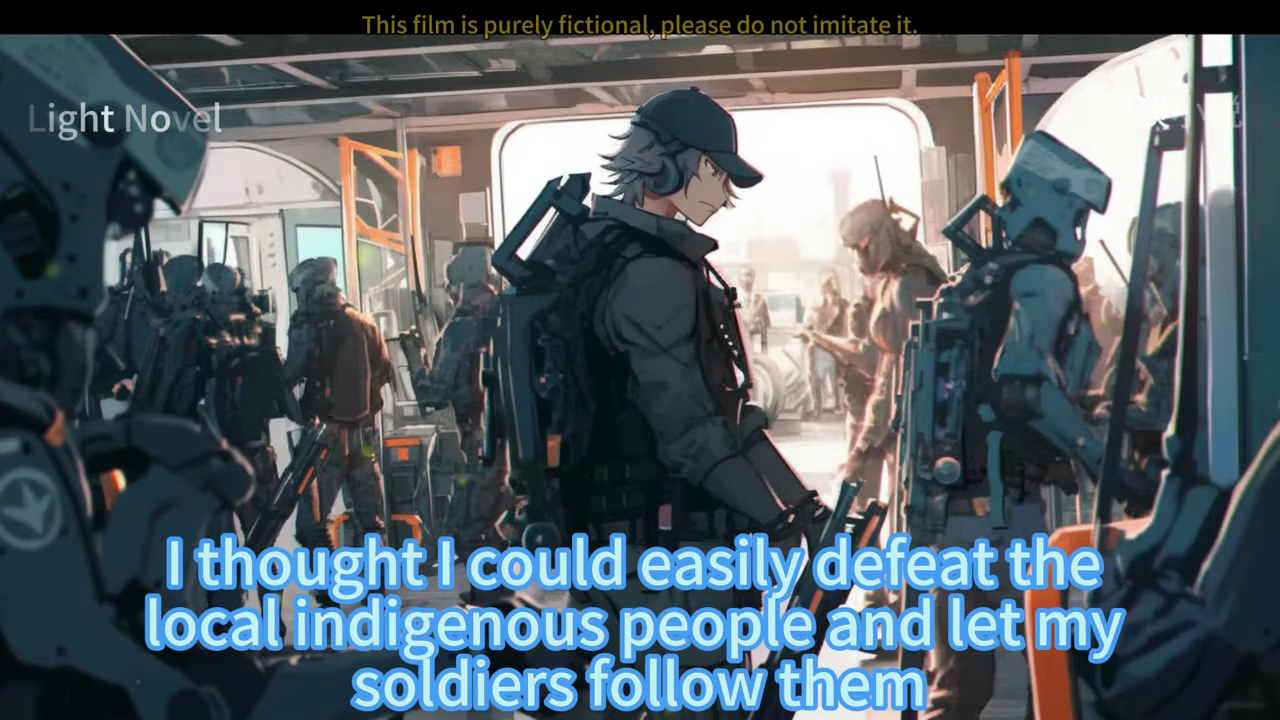 This film is purely fictional, please do not imitate it.
Light Novel
I thought I could easily defeat the
local indigenous people and let my
soldiers follow them